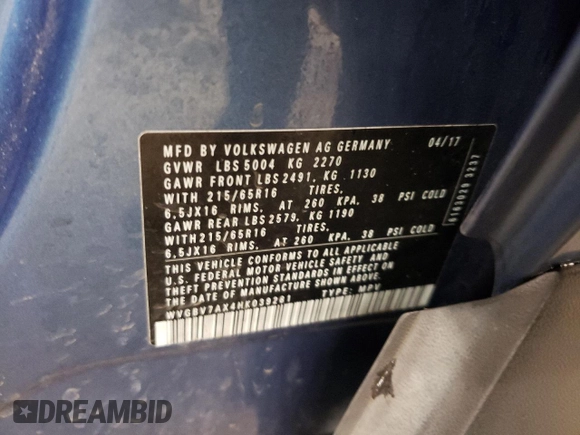 MFD BY VOLKSWAGEN AG GERMANY 04/17
GVWR LBS 5004 KG 2270
GAWR FRONT LBS 2491, KG 1130
WITH 215/65R16 TIRES.
6,5JX16 RIMS. AT 260 KPA. 38 PSI COLD
GAWR REAR LBS 2579, KG 1190
WITH 215/65R16 TIRES.
6,5JX16 RIMS. AT 260 KPA. 38 PSI COLD
THIS VEHICLE CONFORMS TO ALL APPLICABLE
U.S. FEDERAL MOTOR VEHICLE SAFETY AND
THEFT PREVENTION STANDARDS IN EFFECT ON
THE DATE OF MANUFACTURE SHOWN ABOVE.
TYPE: MPV
DREAMBID